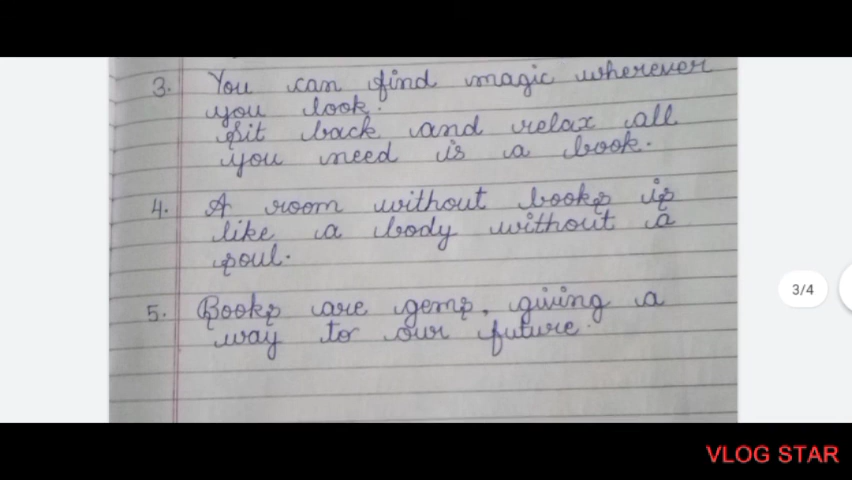 3. You can find magic wherever
you look.
Sit back and relax all
you need is a book.
4. A room without books is
like a body without a
soul.
5. Books are gems, giving a
way to our future.
3/4
VLOG STAR